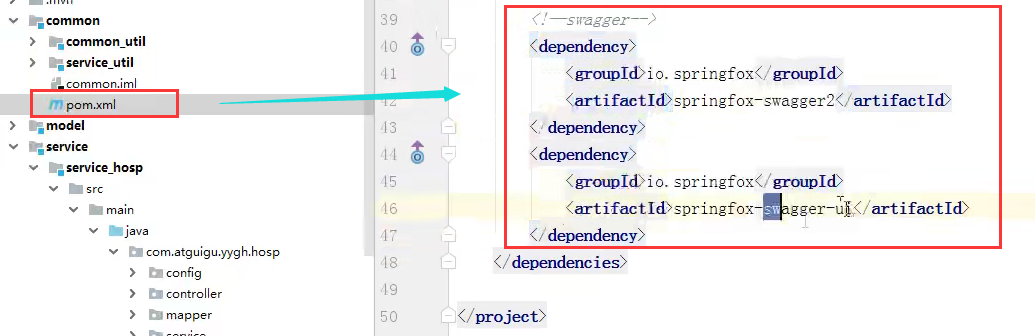 .mvn
common
common_util
service_util
common.iml
pom.xml
model
service
service_hosp
src
main
java
com.atguigu.yygh.hosp
config
controller
mapper
service
39 <!--swagger-->
40 <dependency>
41 <groupId>io.springfox</groupId>
42 <artifactId>springfox-swagger2</artifactId>
43 </dependency>
44 <dependency>
45 <groupId>io.springfox</groupId>
46 <artifactId>springfox-swagger-ui</artifactId>
47 </dependency>
48 </dependencies>
49
50 </project>